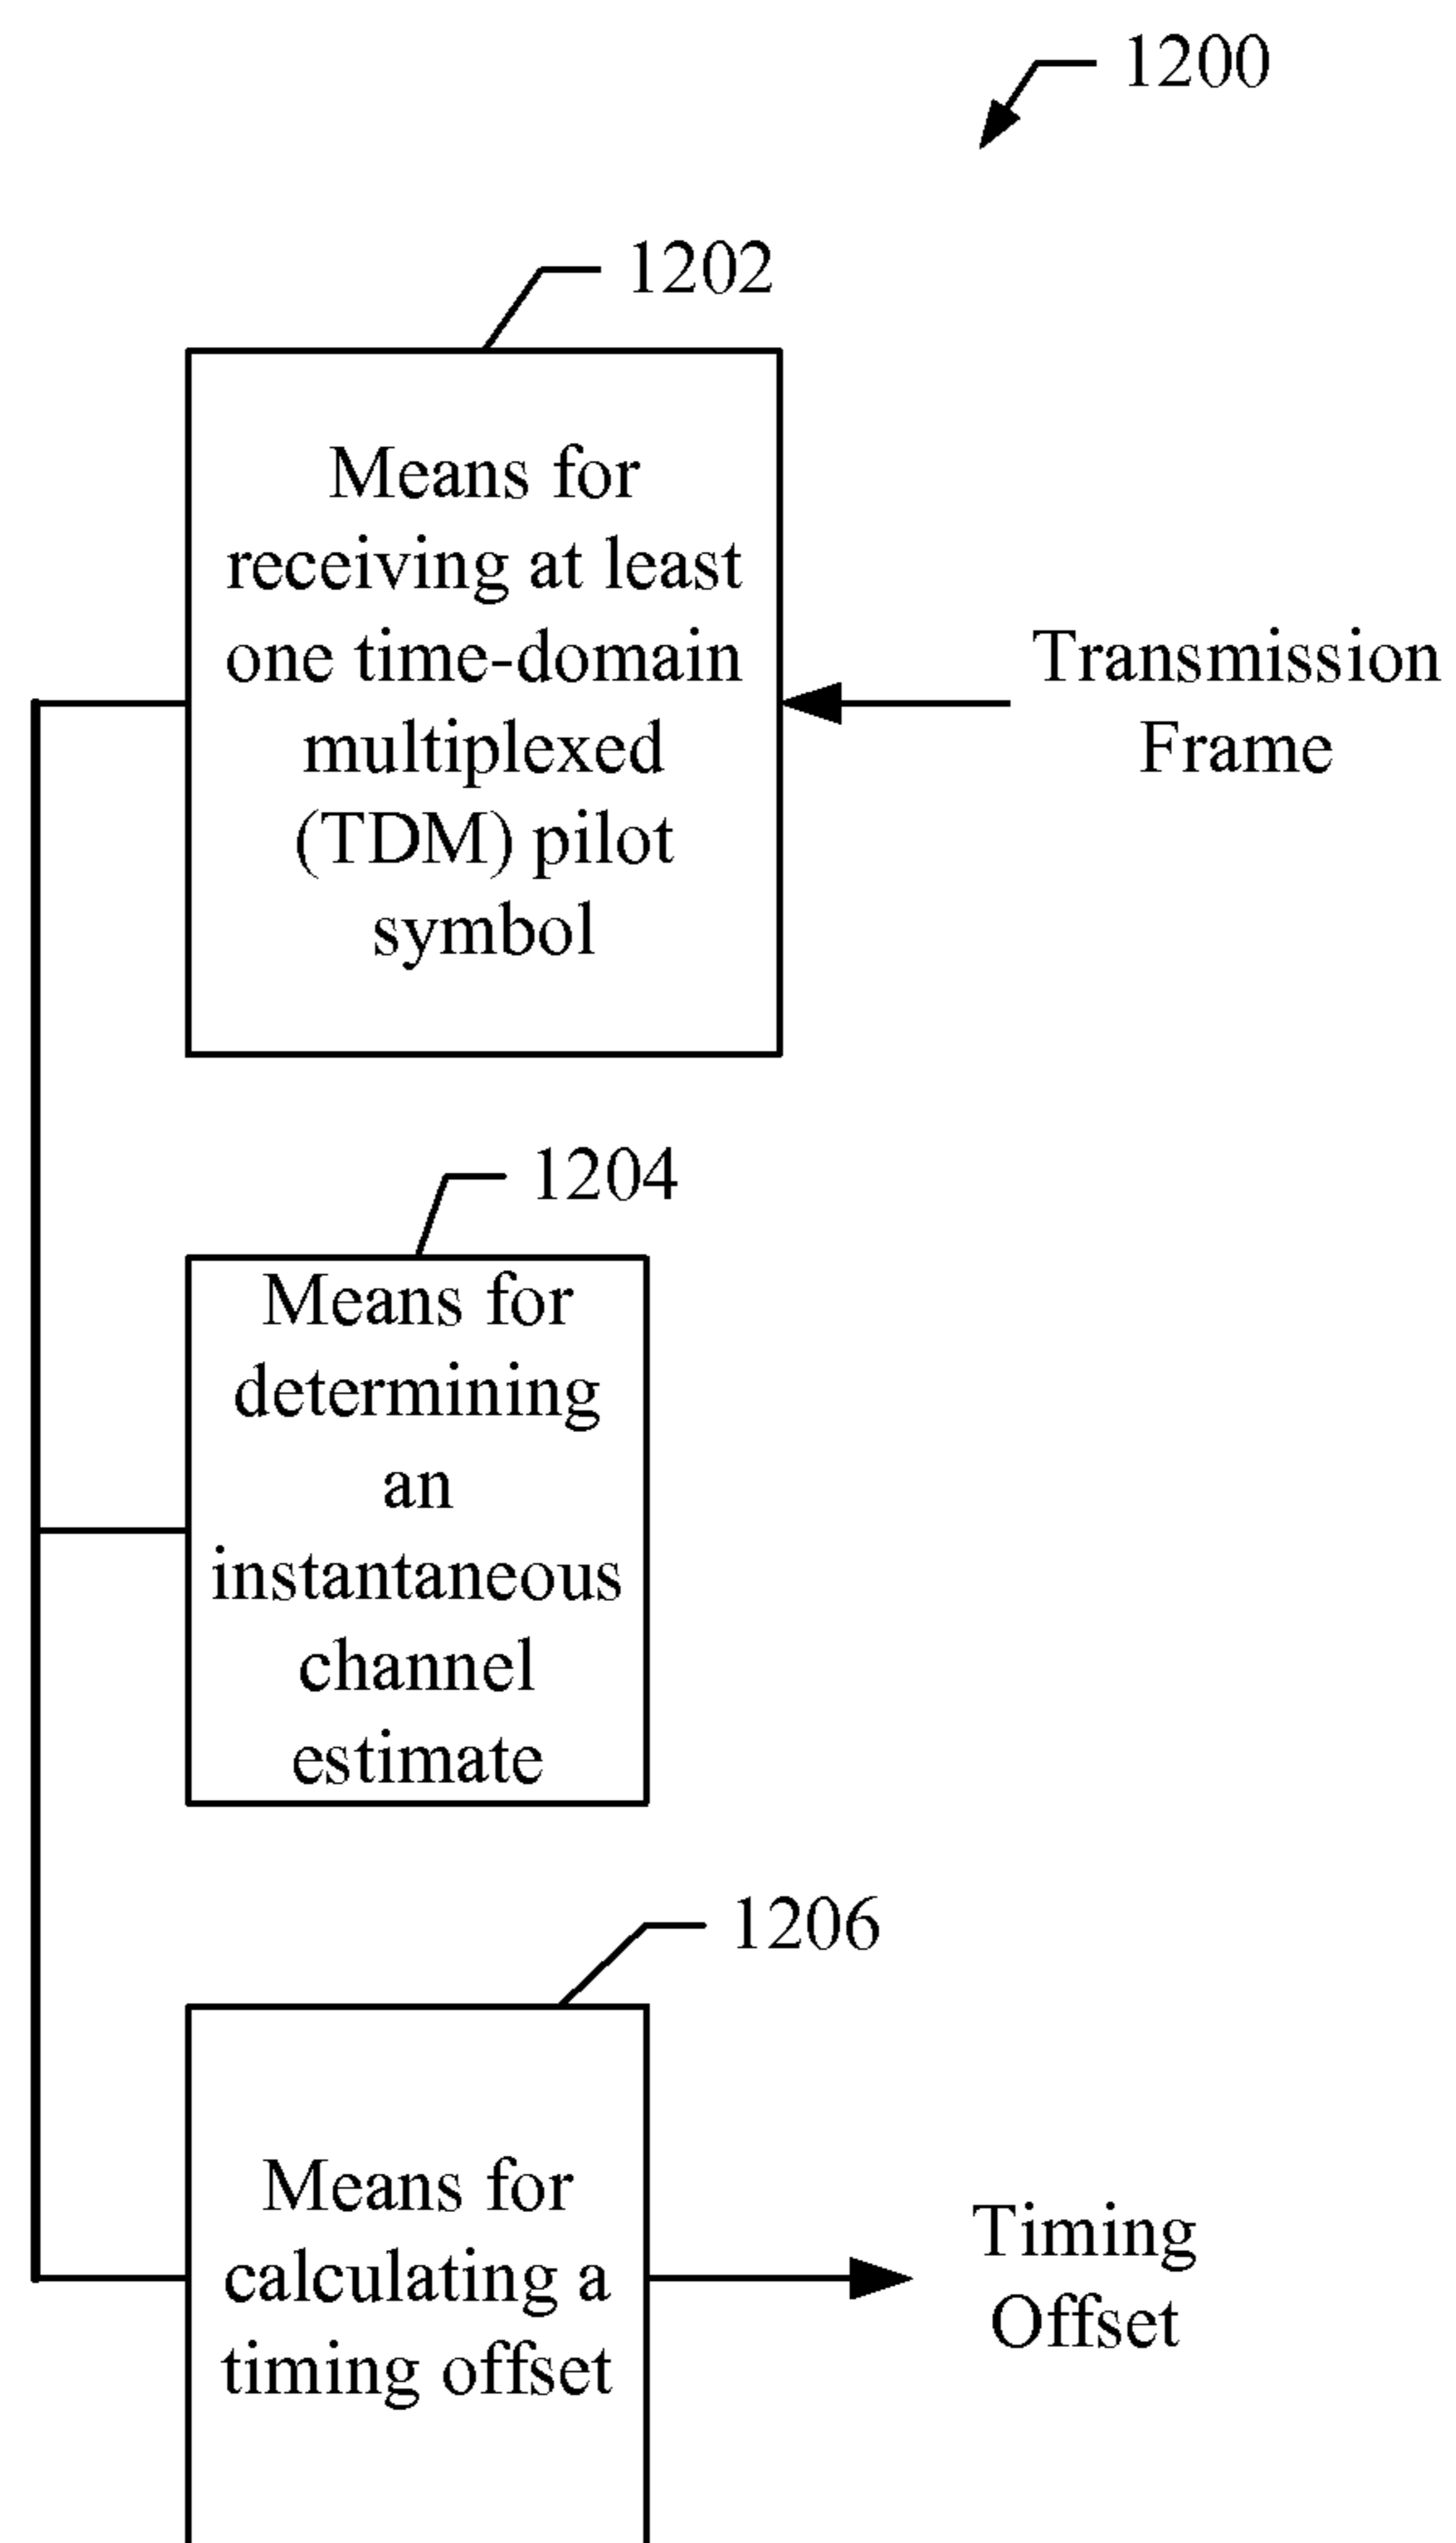 1200
1202
Means for
receiving at least
one time-domain
multiplexed
(TDM) pilot
symbol
Transmission
Frame
1204
Means for
determining
an
instantaneous
channel
estimate
1206
Means for
calculating a
timing offset
Timing
Offset